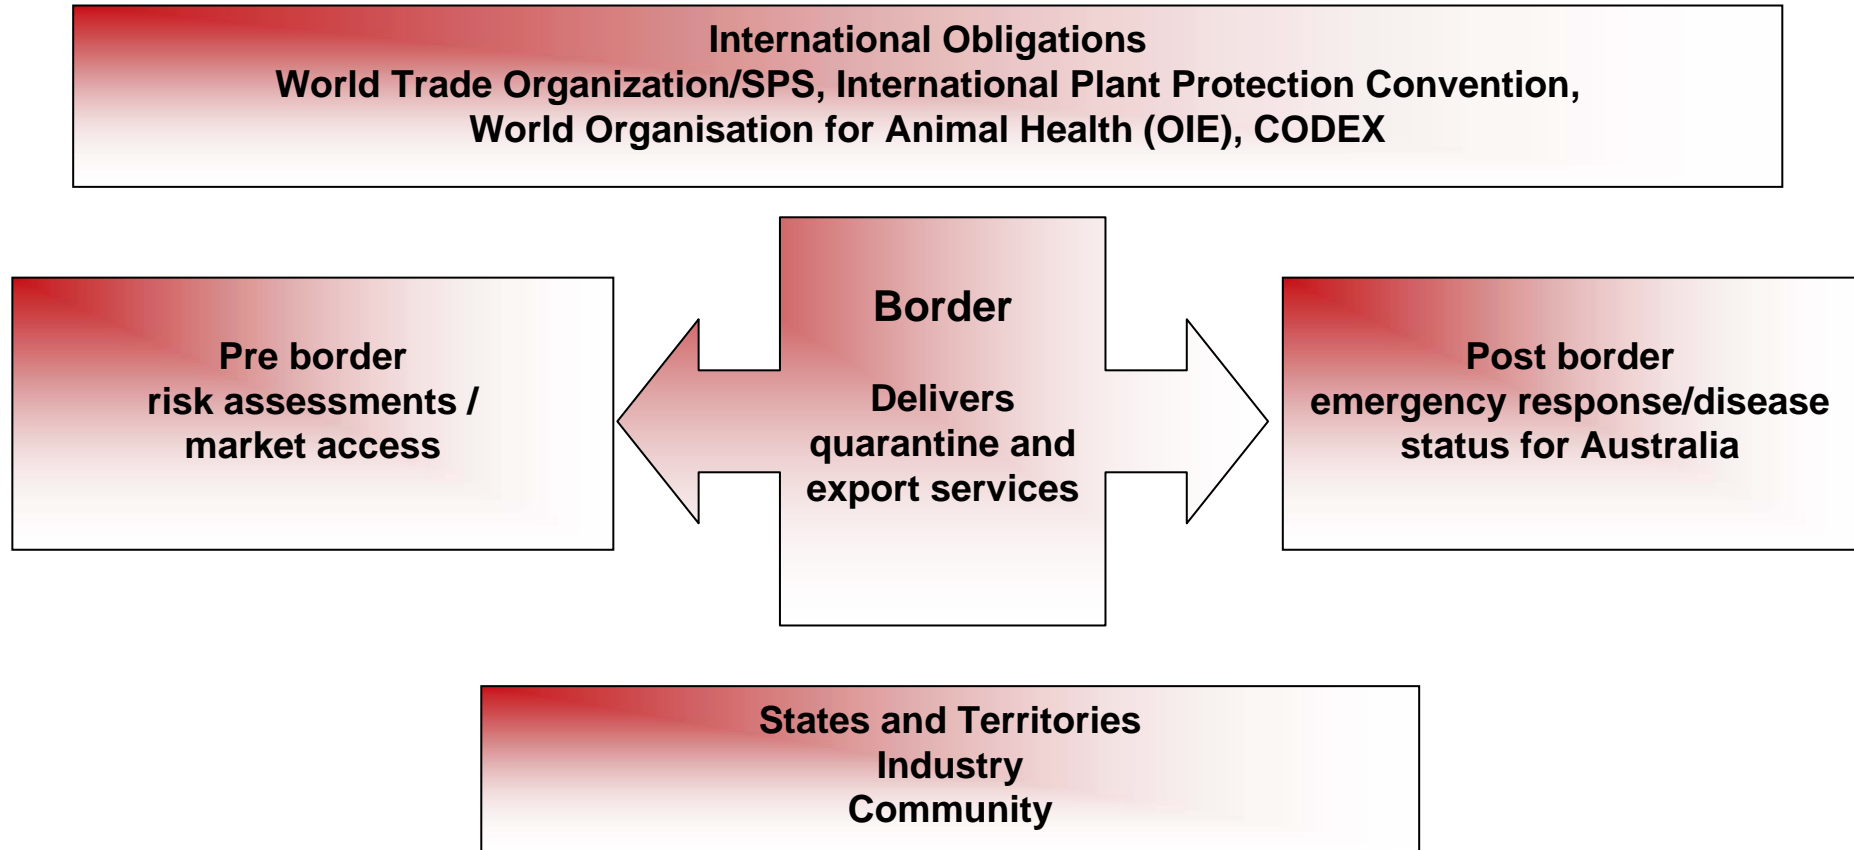 International Obligations
World Trade Organization/SPS, International Plant Protection Convention,
World Organisation for Animal Health (OIE), CODEX
Pre border
risk assessments /
market access
Border
Delivers
quarantine and
export services
Post border
emergency response/disease
status for Australia
States and Territories
Industry
Community